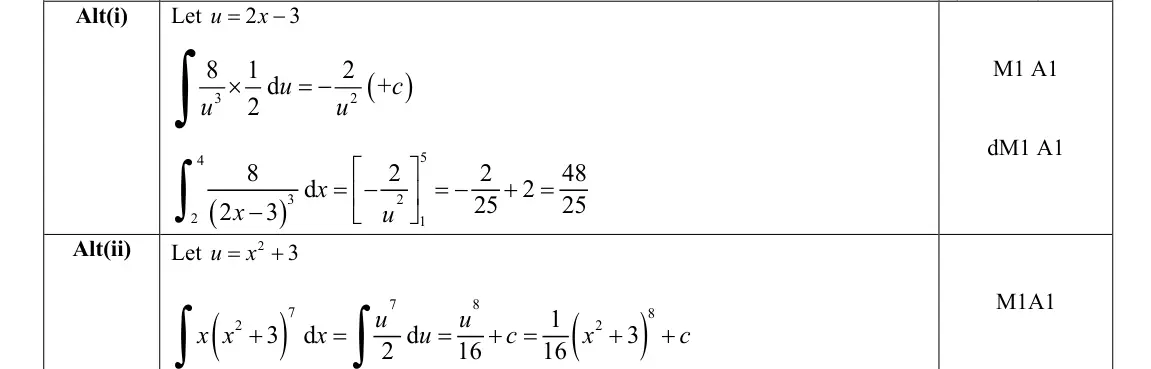 Alt(i) Let u = 2x − 3
∫ 8/u³ × 1/2 du = −2/u² (+c) M1 A1
∫₂⁴ 8/(2x − 3)³ dx = [−2/u²]₁⁵ = −2/25 + 2 = 48/25 dM1 A1
Alt(ii) Let u = x² + 3
∫ x(x² + 3)⁷ dx = ∫ u⁷/2 du = u⁸/16 + c = 1/16 (x² + 3)⁸ + c M1A1